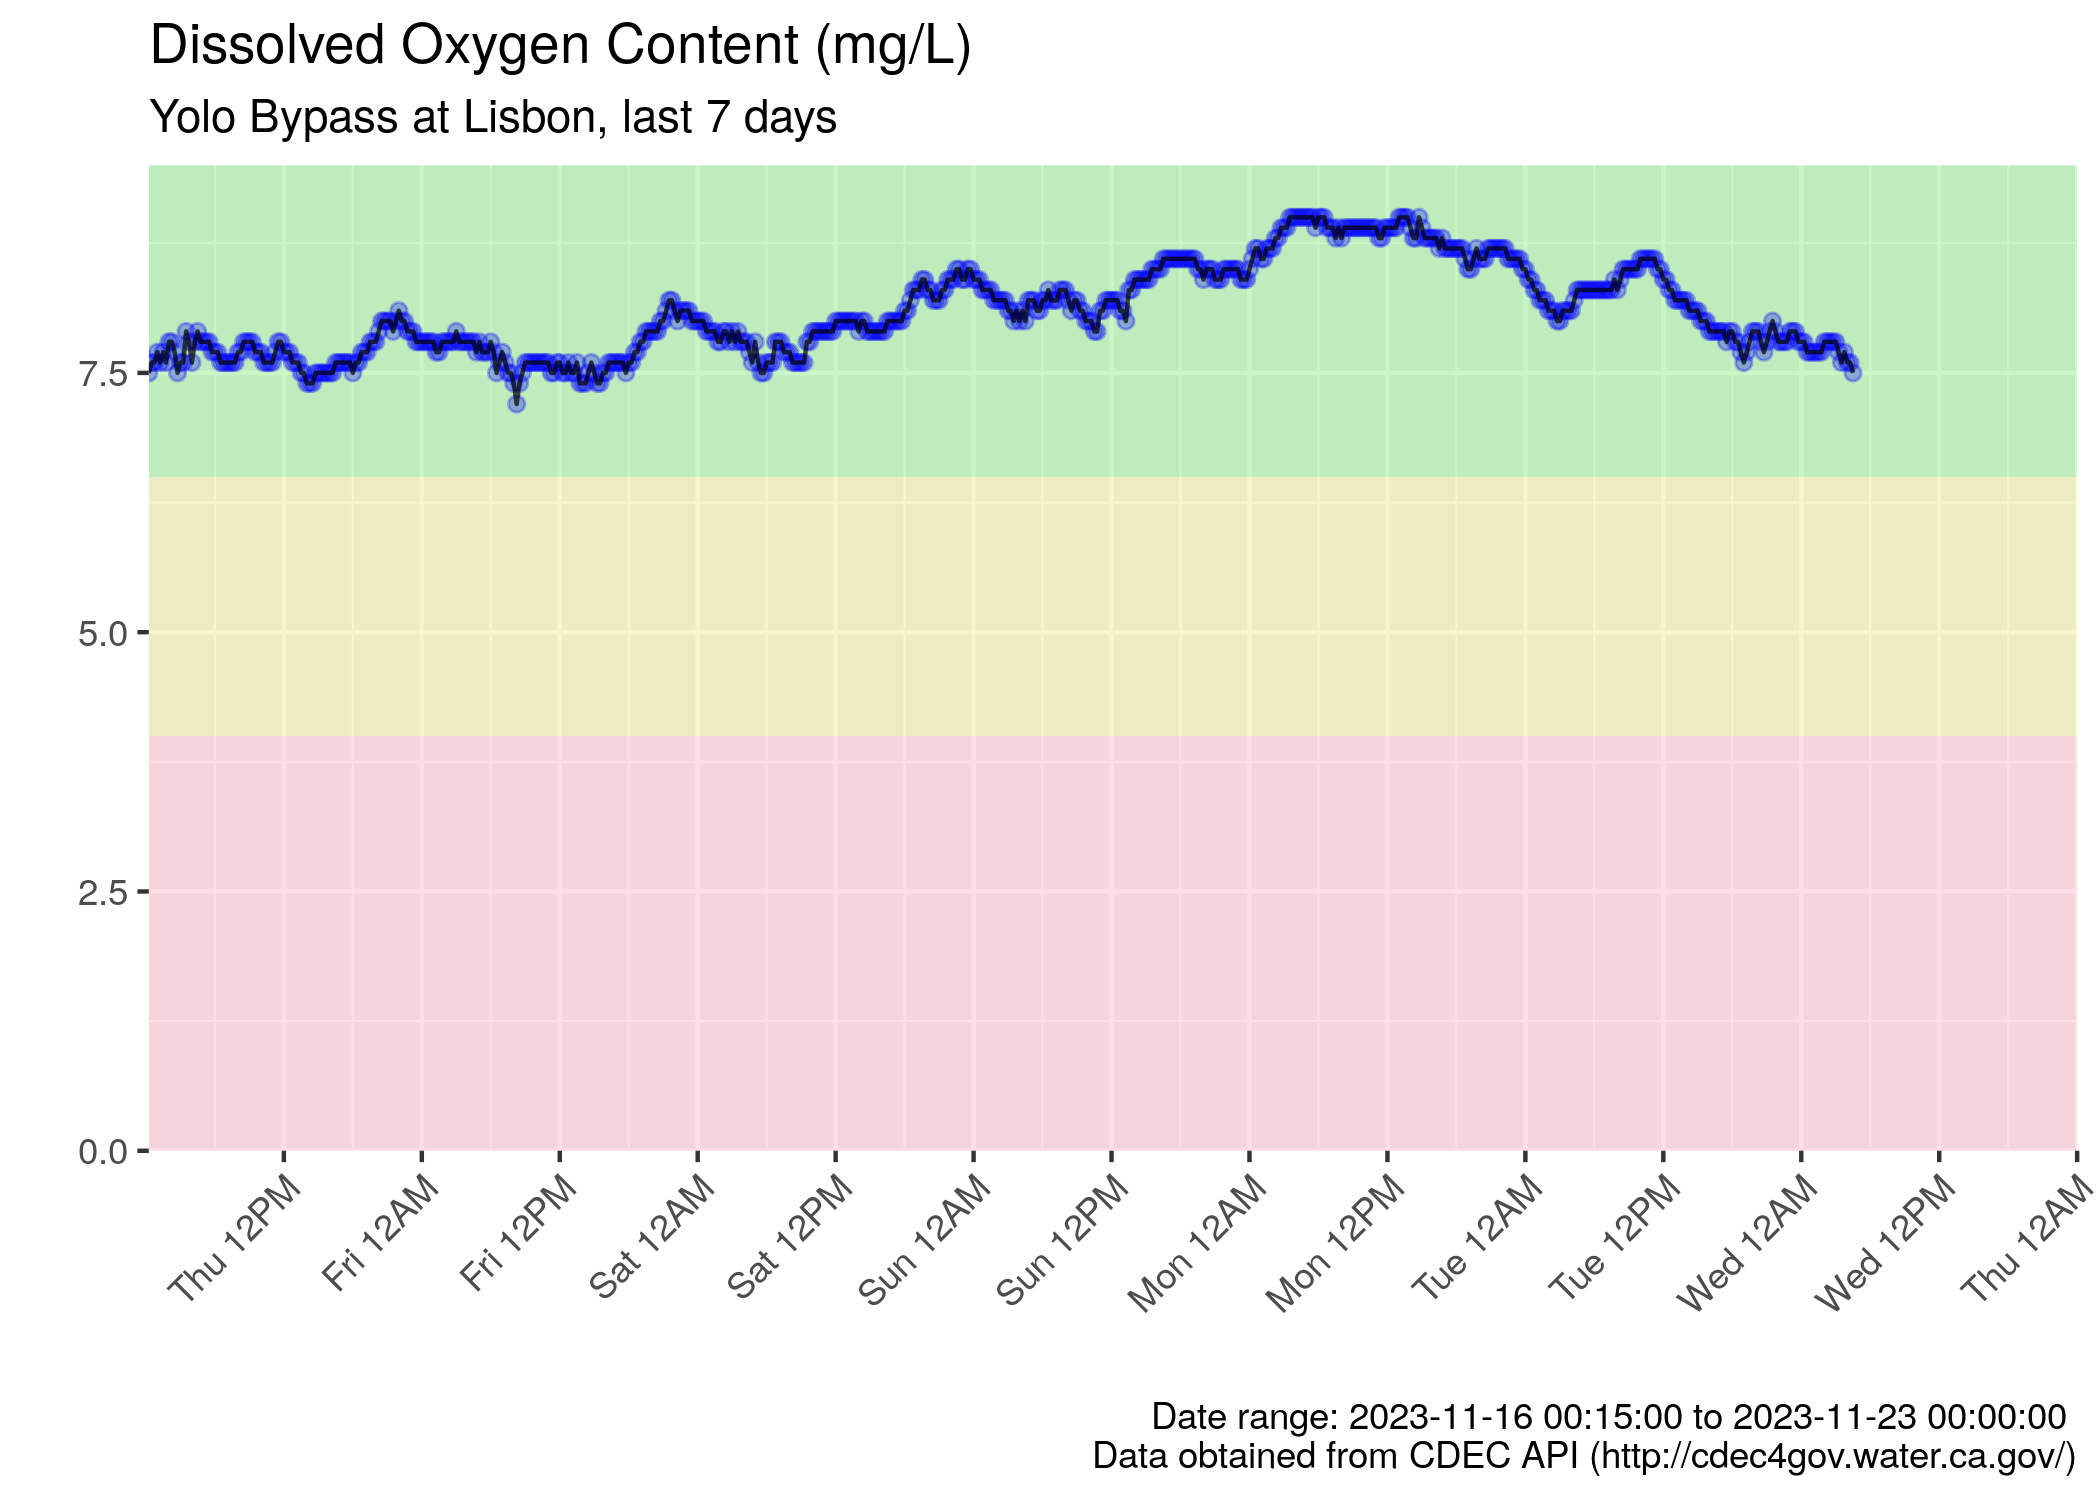 Dissolved Oxygen Content (mg/L)
Yolo Bypass at Lisbon, last 7 days
7.5
5.0
2.5
0.0
Thu 12PM
Fri 12AM
Fri 12PM
Sat 12AM
Sat 12PM
Sun 12AM
Sun 12PM
Mon 12AM
Mon 12PM
Tue 12AM
Tue 12PM
Wed 12AM
Wed 12PM
Thu 12AM
Date range: 2023-11-16 00:15:00 to 2023-11-23 00:00:00
Data obtained from CDEC API (http://cdec4gov.water.ca.gov/)